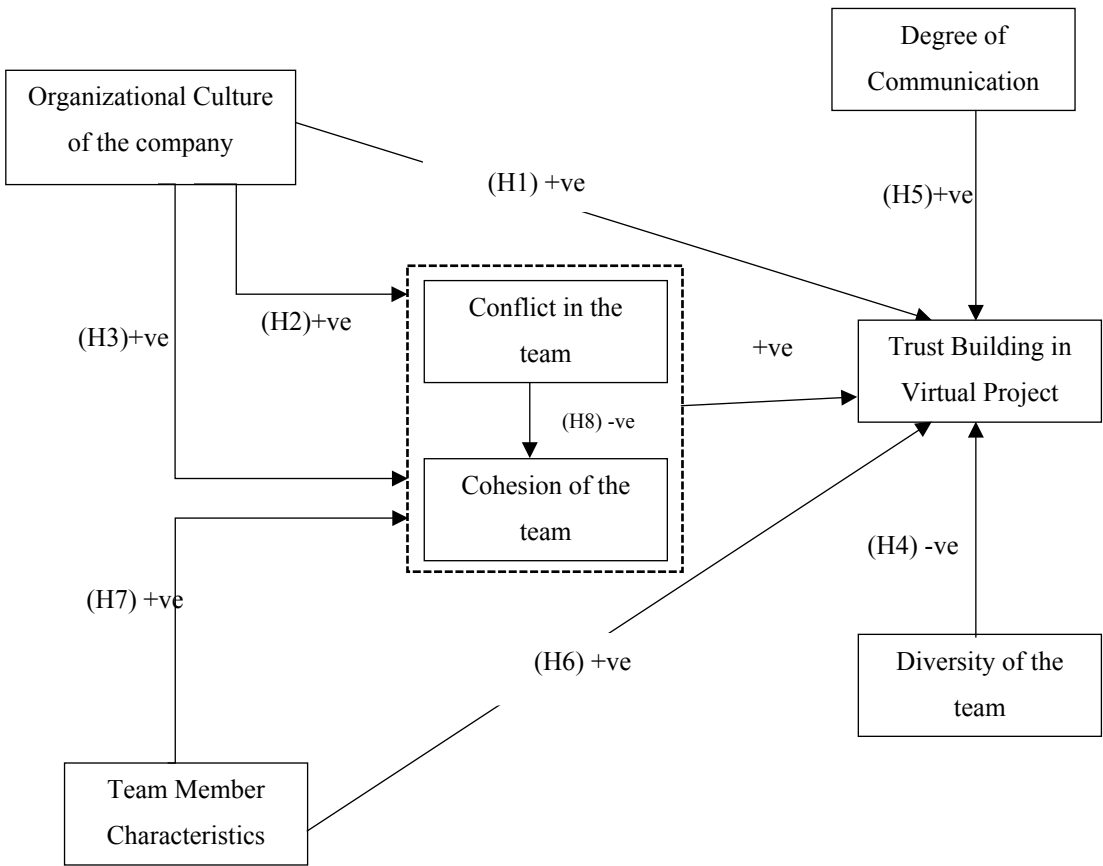 Degree of
Communication
Organizational Culture
of the company
(H1) +ve
(H5)+ve
(H3)+ve
(H2)+ve
Conflict in the
team
+ve
Trust Building in
Virtual Project
(H8) -ve
Cohesion of the
team
(H4) -ve
(H7) +ve
(H6) +ve
Diversity of the
team
Team Member
Characteristics